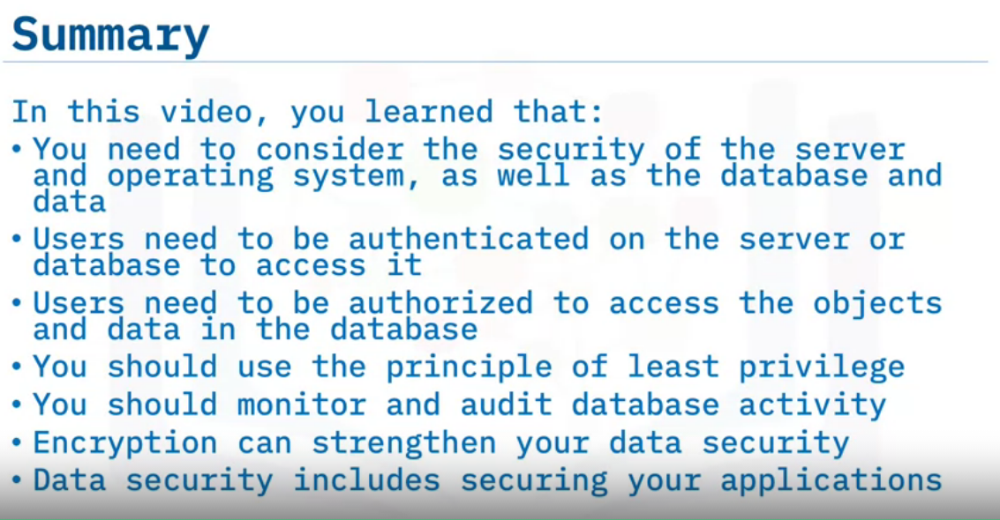 Summary
In this video, you learned that:
• You need to consider the security of the server
and operating system, as well as the database and
data
• Users need to be authenticated on the server or
database to access it
• Users need to be authorized to access the objects
and data in the database
• You should use the principle of least privilege
• You should monitor and audit database activity
• Encryption can strengthen your data security
• Data security includes securing your applications